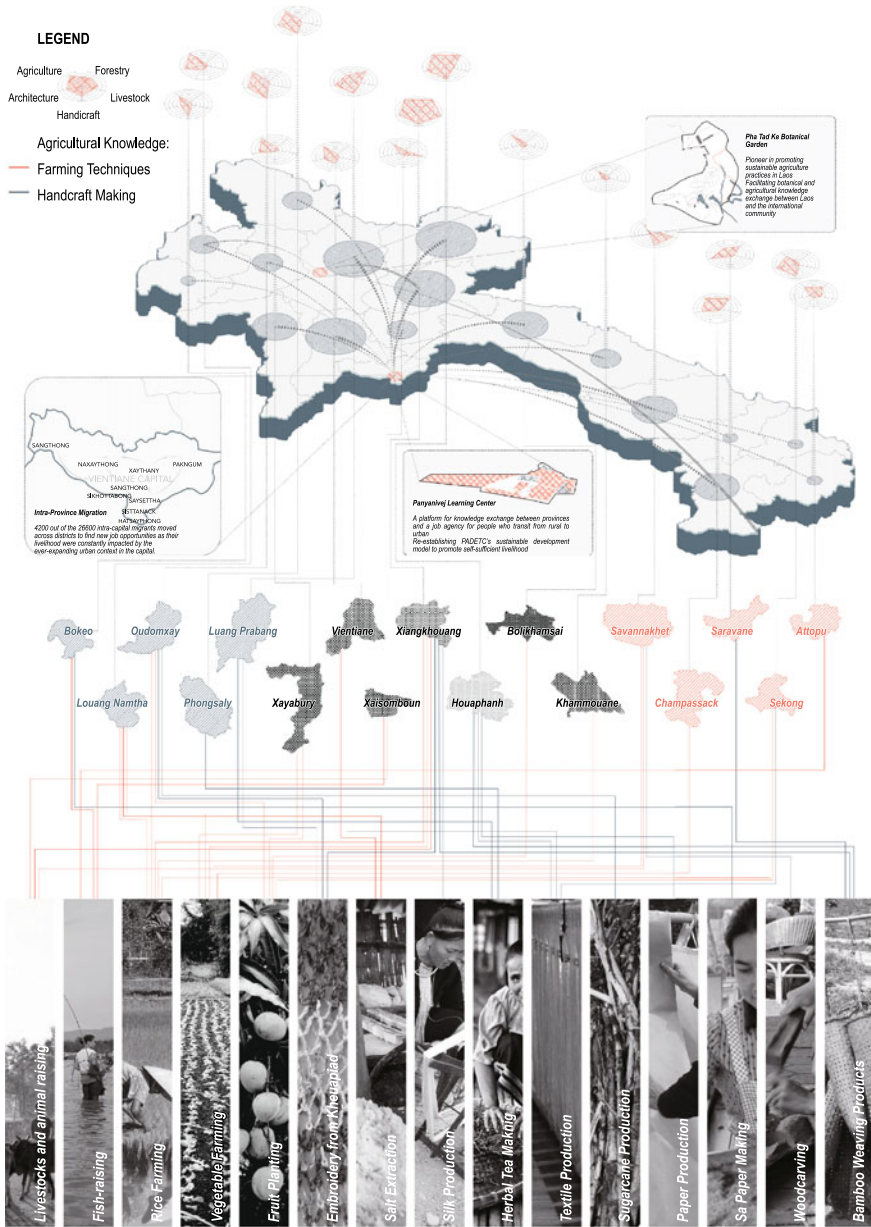 LEGEND
Agriculture
Forestry
Architecture
Livestock
Handicraft
Agricultural Knowledge:
Farming Techniques
Handcraft Making
Pha Tad Ke Botanical
Garden
Pioneer in promoting
sustainable agriculture
practices in Laos
Facilitating botanical and
agricultural knowledge
exchange between Laos
and the international
community
SANGTHONG
NAXAYTHONG
XAYTHANY
PAKNGUM
VIENTIANE CAPITAL
SANGTHONG
SIKHOTTABONG
SAYSETTHA
SISTTANACK
HATSAYPHONG
Intra-Province Migration
4200 out of the 26600 intra-capital migrants moved
across districts to find new job opportunities as their
livelihood were constantly impacted by the
ever-expanding urban context in the capital.
Panyanivej Learning Center
A platform for knowledge exchange between provinces
and a job agency for people who transit from rural to
urban
Re-establishing PADETC's sustainable development
model to promote self-sufficient livelihood
Bokeo
Oudomxay
Luang Prabang
Vientiane
Xiangkhouang
Bolikhamsai
Savannakhet
Saravane
Attopu
Louang Namtha
Phongsaly
Xayabury
Xaisomboun
Houaphanh
Khammouane
Champassack
Sekong
Livestocks and animal raising
Fish-raising
Rice Farming
Vegetable Farming
Fruit Planting
Embroidery from Kheuapiad
Salt Extraction
Silk Production
Herbal Tea Makng
Textile Production
Sugarcane Production
Paper Production
Sa Paper Making
Woodcarving
Bamboo Weaving Products